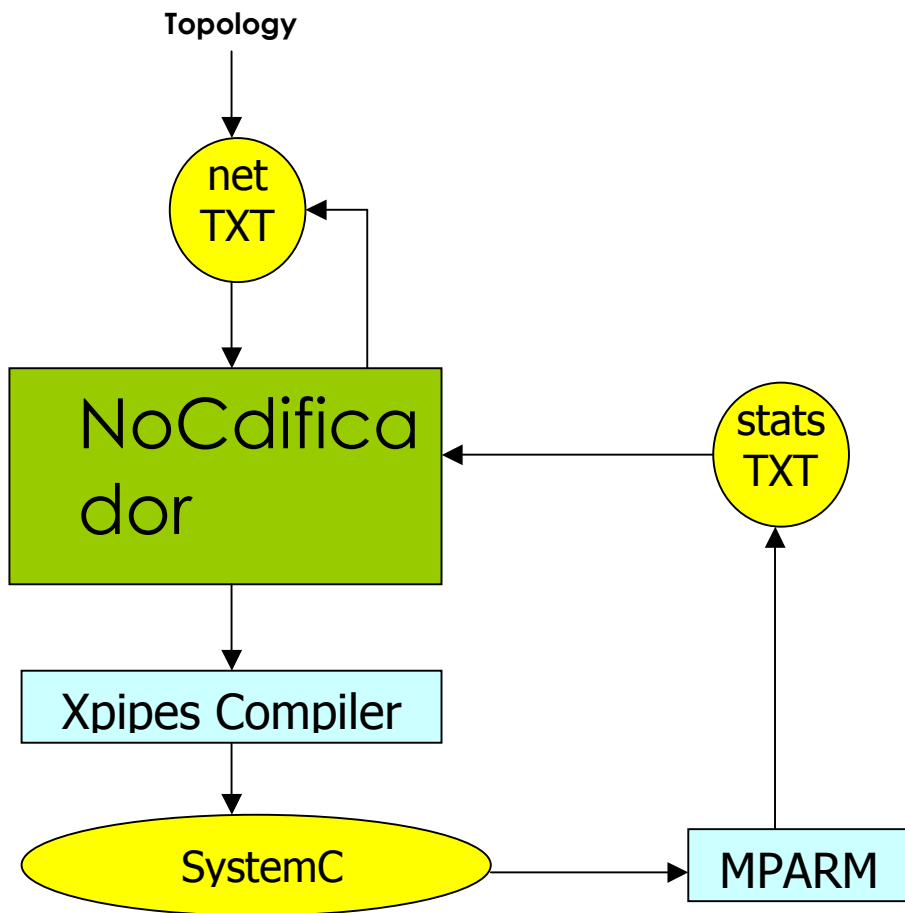 Topology
net
TXT
NoCdifica
dor
stats
TXT
Xpipes Compiler
SystemC
MPARM